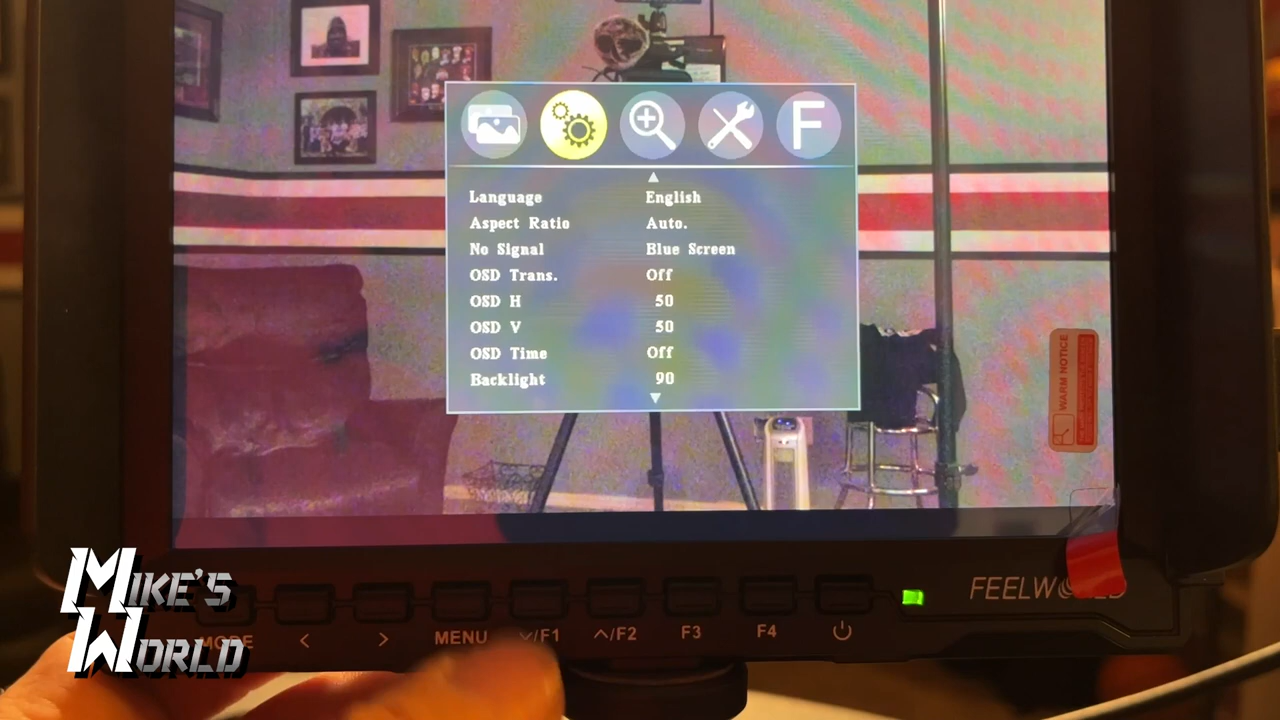 F
Language English
Aspect Ratio Auto.
No Signal Blue Screen
OSD Trans. Off
OSD H 50
OSD V 50
OSD Time Off
Backlight 90
WARM NOTICE
FEELWORLD
MIKE'S
WORLD
MODE < > MENU ∨/F1 ∧/F2 F3 F4